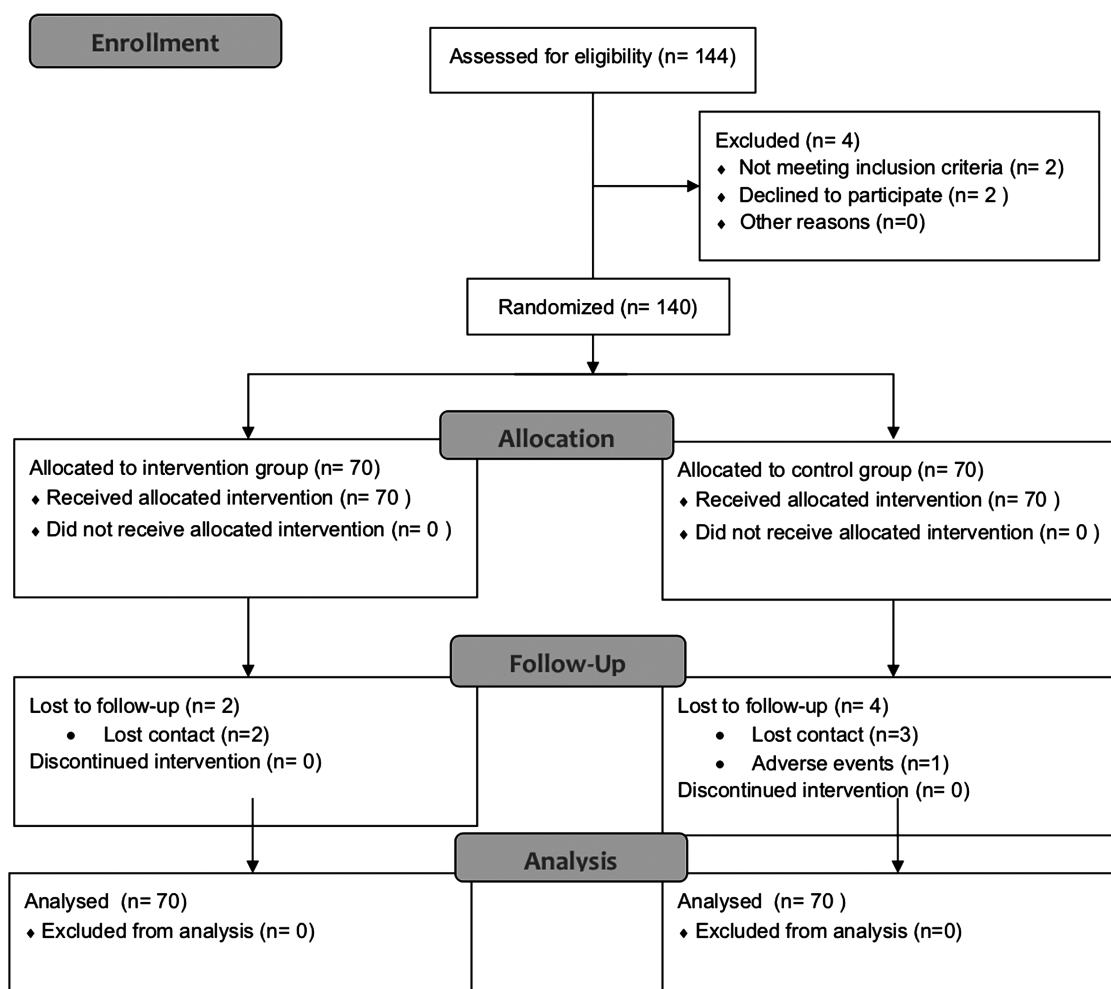 Enrollment
Assessed for eligibility (n= 144)
Excluded (n= 4)
♦ Not meeting inclusion criteria (n= 2)
♦ Declined to participate (n= 2 )
♦ Other reasons (n=0)
Randomized (n= 140)
Allocation
Allocated to intervention group (n= 70)
♦ Received allocated intervention (n= 70 )
♦ Did not receive allocated intervention (n= 0 )
Allocated to control group (n= 70)
♦ Received allocated intervention (n= 70 )
♦ Did not receive allocated intervention (n= 0 )
Follow-Up
Lost to follow-up (n= 2)
• Lost contact (n=2)
Discontinued intervention (n= 0)
Lost to follow-up (n= 4)
• Lost contact (n=3)
• Adverse events (n=1)
Discontinued intervention (n= 0)
Analysis
Analysed (n= 70)
♦ Excluded from analysis (n= 0)
Analysed (n= 70 )
♦ Excluded from analysis (n=0)